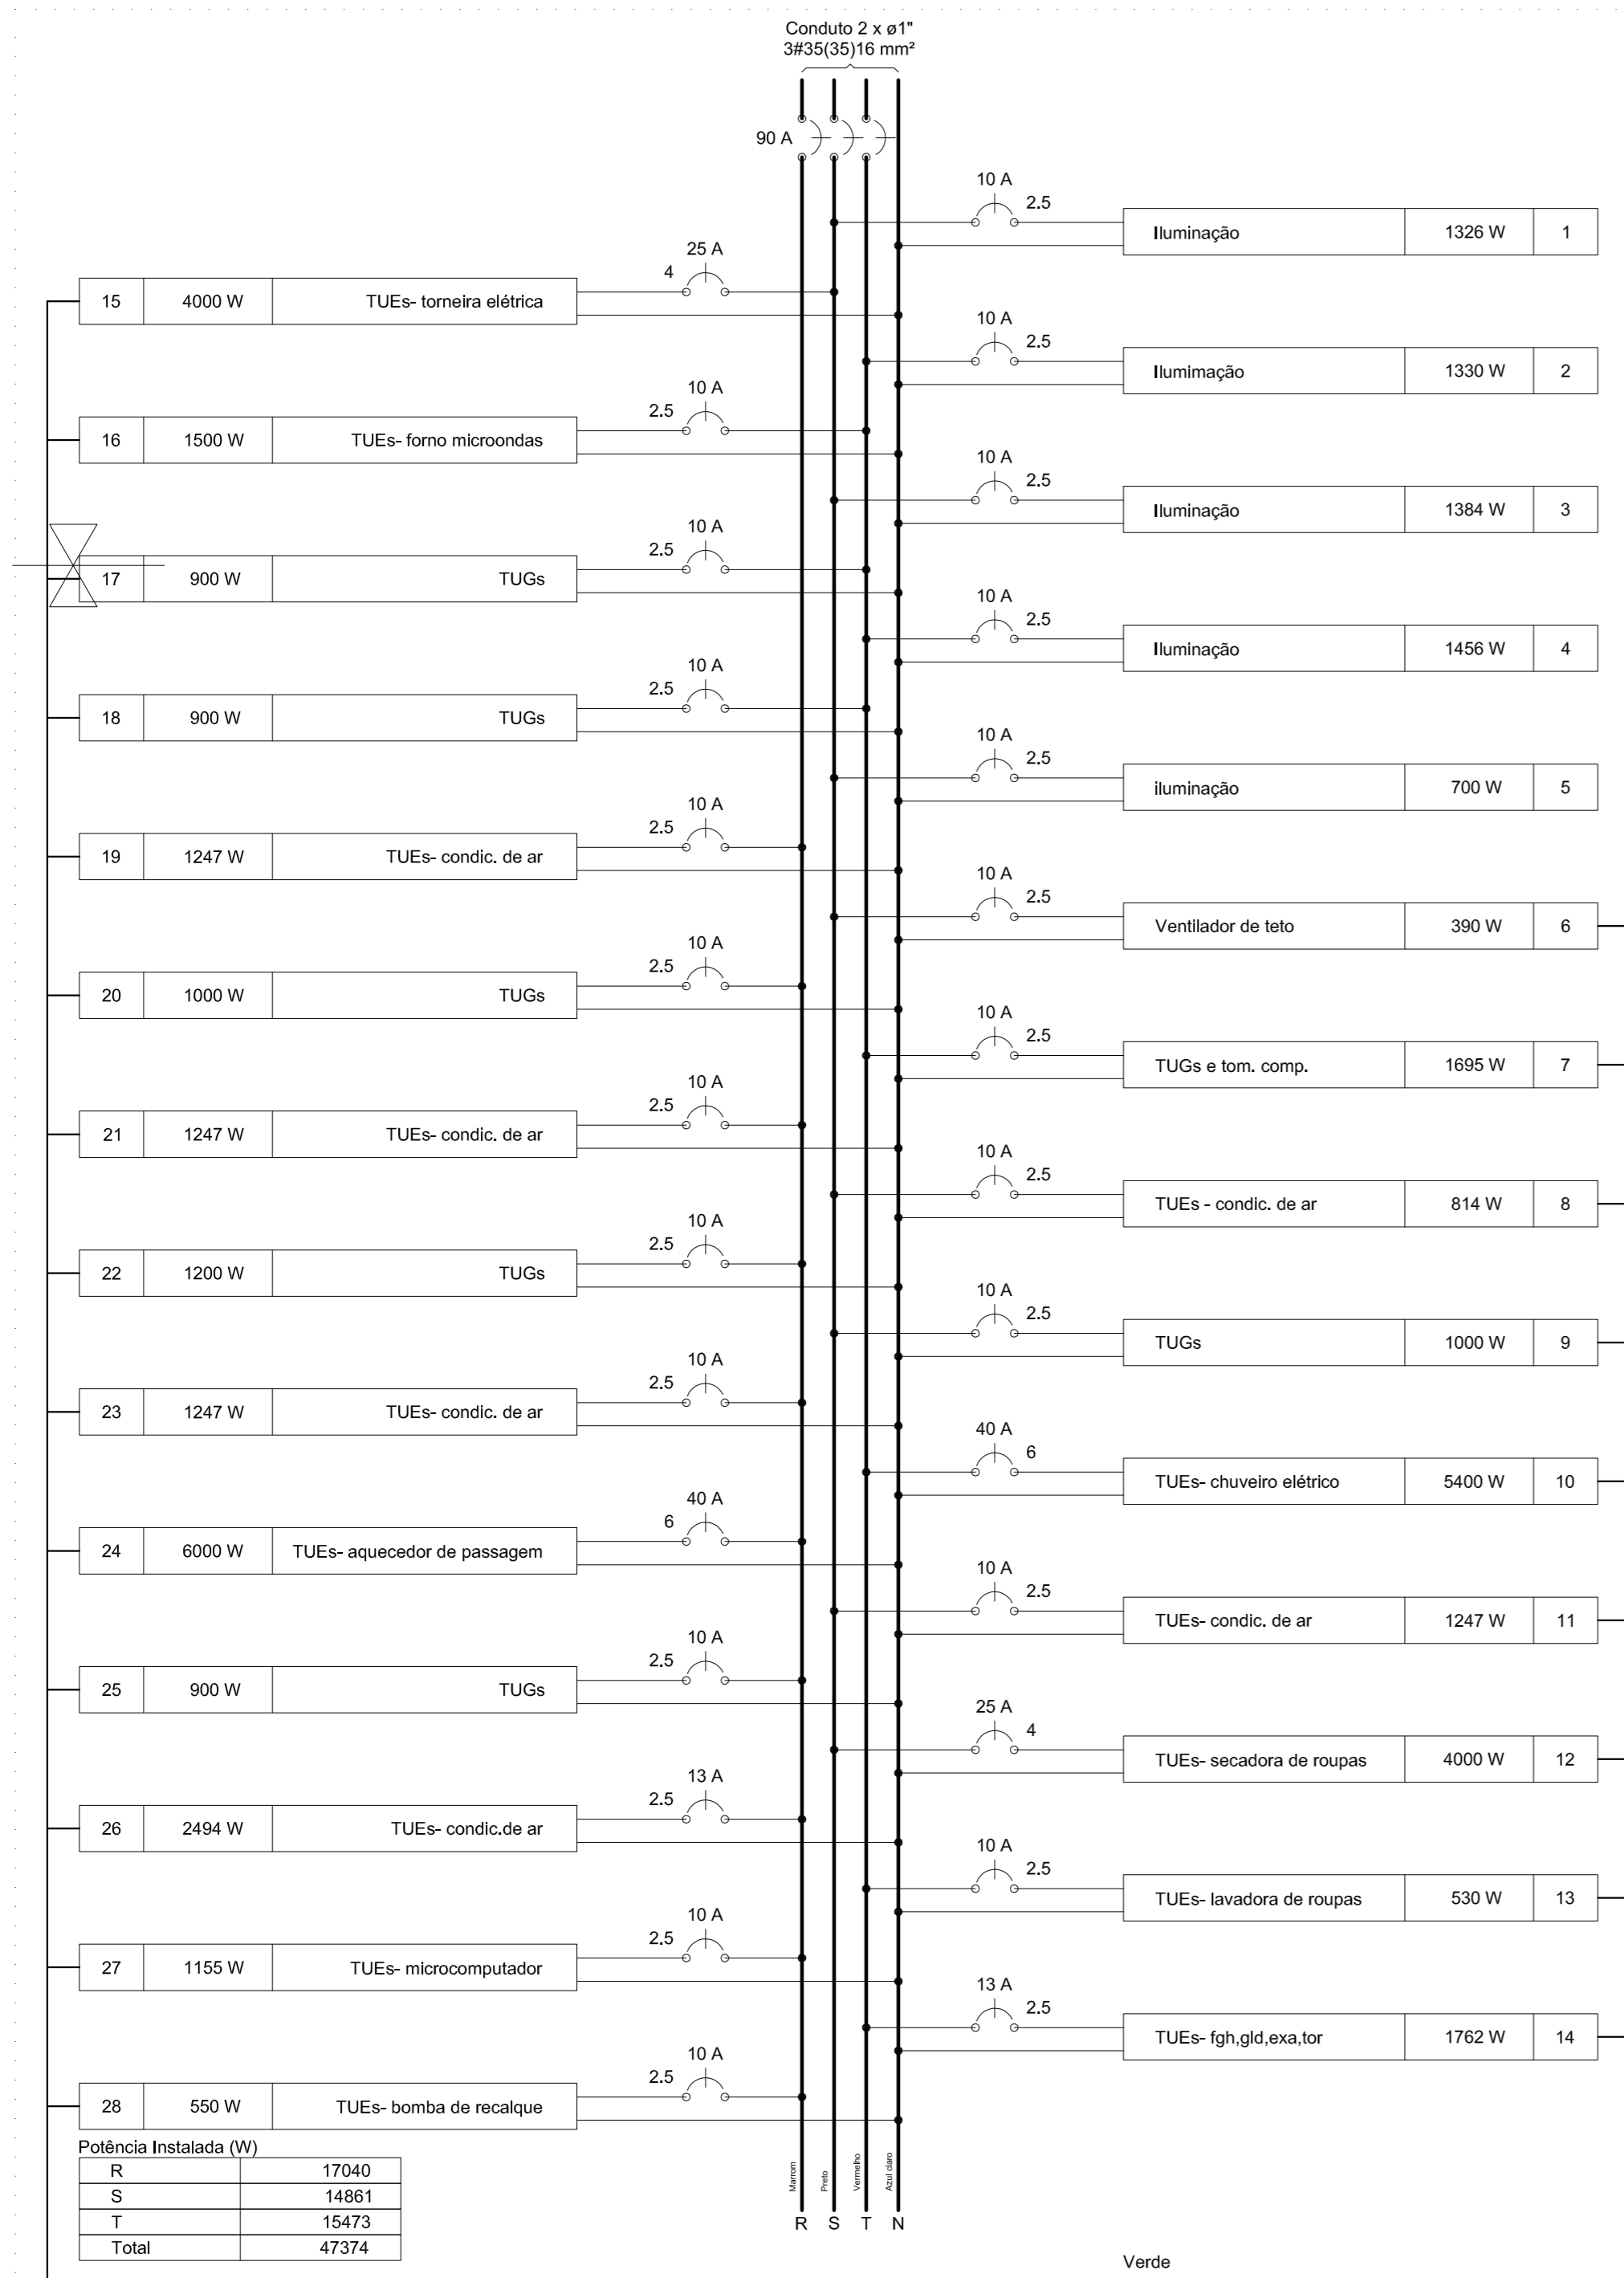 Conduto 2 x ø1"
3#35(35)16 mm²
90 A
10 A
2.5
Iluminação 1326 W 1
25 A
4
15 4000 W TUEs- torneira elétrica
10 A
2.5
Ilumimação 1330 W 2
10 A
2.5
16 1500 W TUEs- forno microondas
10 A
2.5
Iluminação 1384 W 3
10 A
2.5
17 900 W TUGs
10 A
2.5
Iluminação 1456 W 4
10 A
2.5
18 900 W TUGs
10 A
2.5
iluminação 700 W 5
10 A
2.5
19 1247 W TUEs- condic. de ar
10 A
2.5
Ventilador de teto 390 W 6
10 A
2.5
20 1000 W TUGs
10 A
2.5
TUGs e tom. comp. 1695 W 7
10 A
2.5
21 1247 W TUEs- condic. de ar
10 A
2.5
TUEs - condic. de ar 814 W 8
10 A
2.5
22 1200 W TUGs
10 A
2.5
TUGs 1000 W 9
10 A
2.5
23 1247 W TUEs- condic. de ar
40 A
6
TUEs- chuveiro elétrico 5400 W 10
40 A
6
24 6000 W TUEs- aquecedor de passagem
10 A
2.5
TUEs- condic. de ar 1247 W 11
10 A
2.5
25 900 W TUGs
25 A
4
TUEs- secadora de roupas 4000 W 12
13 A
2.5
26 2494 W TUEs- condic.de ar
10 A
2.5
TUEs- lavadora de roupas 530 W 13
10 A
2.5
27 1155 W TUEs- microcomputador
13 A
2.5
TUEs- fgh,gld,exa,tor 1762 W 14
10 A
2.5
28 550 W TUEs- bomba de recalque
Potência Instalada (W)
R 17040
S 14861
T 15473
Total 47374
Marrom
Preto
Vermelho
Azul claro
R S T N
Verde